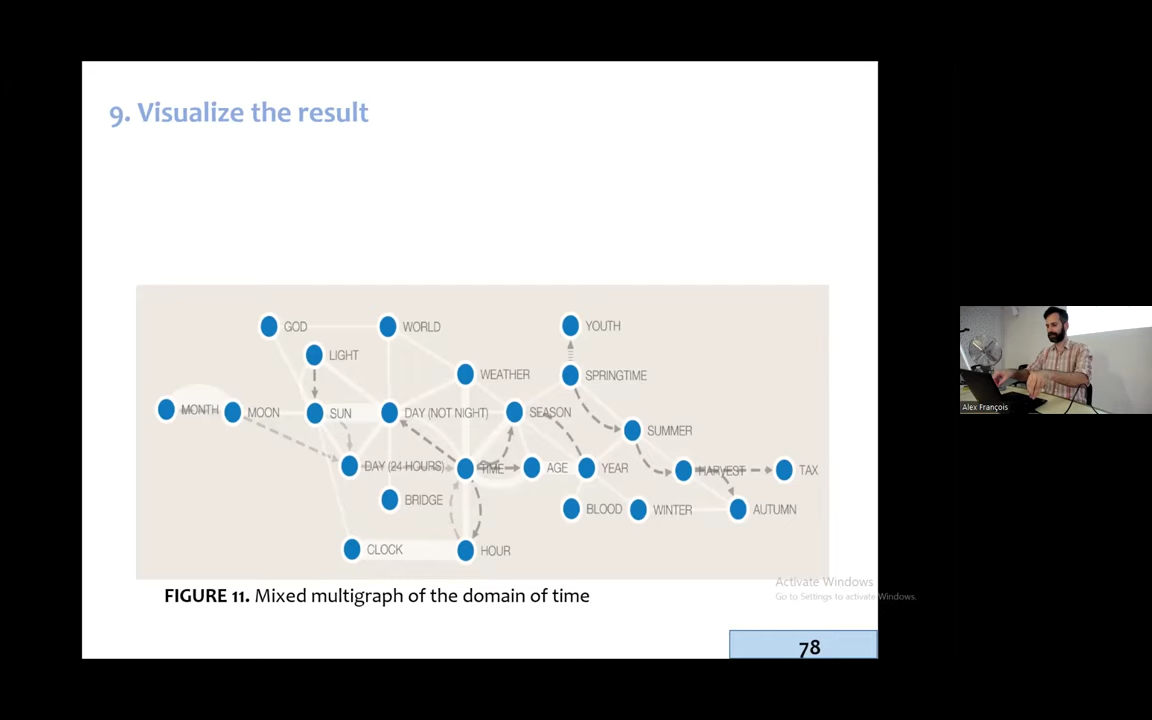 9. Visualize the result
GOD
WORLD
YOUTH
LIGHT
WEATHER
SPRINGTIME
MONTH
MOON
SUN
DAY (NOT NIGHT)
SEASON
SUMMER
DAY (24 HOURS)
TIME
AGE
YEAR
HARVEST
TAX
BRIDGE
BLOOD
WINTER
AUTUMN
CLOCK
HOUR
FIGURE 11. Mixed multigraph of the domain of time
Activate Windows
Go to Settings to activate Windows.
78
Alex François